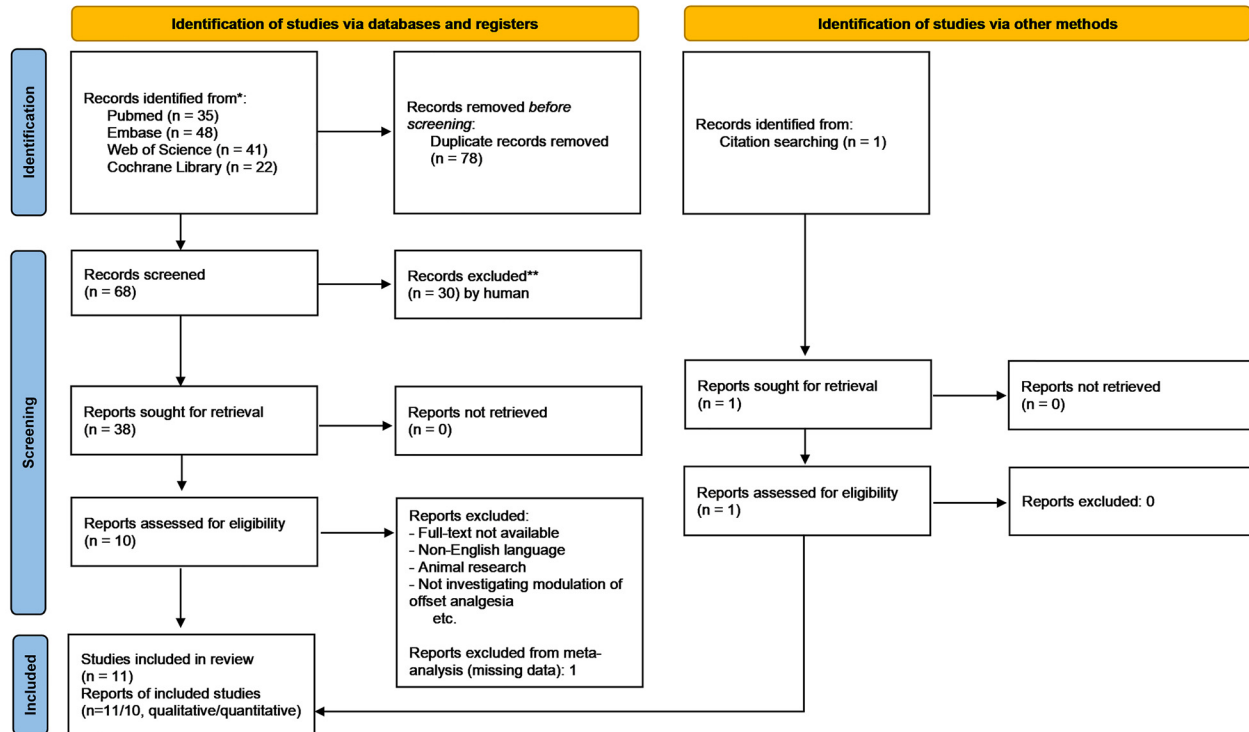 Identification of studies via databases and registers
Identification of studies via other methods
Identification
Records identified from*:
Pubmed (n = 35)
Embase (n = 48)
Web of Science (n = 41)
Cochrane Library (n = 22)
Records removed before
screening:
Duplicate records removed
(n = 78)
Records identified from:
Citation searching (n = 1)
Screening
Records screened
(n = 68)
Records excluded**
(n = 30) by human
Reports sought for retrieval
(n = 38)
Reports not retrieved
(n = 0)
Reports sought for retrieval
(n = 1)
Reports not retrieved
(n = 0)
Reports assessed for eligibility
(n = 10)
Reports excluded:
- Full-text not available
- Non-English language
- Animal research
- Not investigating modulation of
offset analgesia
etc.
Reports excluded from meta-
analysis (missing data): 1
Reports assessed for eligibility
(n = 1)
Reports excluded: 0
Included
Studies included in review
(n = 11)
Reports of included studies
(n=11/10, qualitative/quantitative)